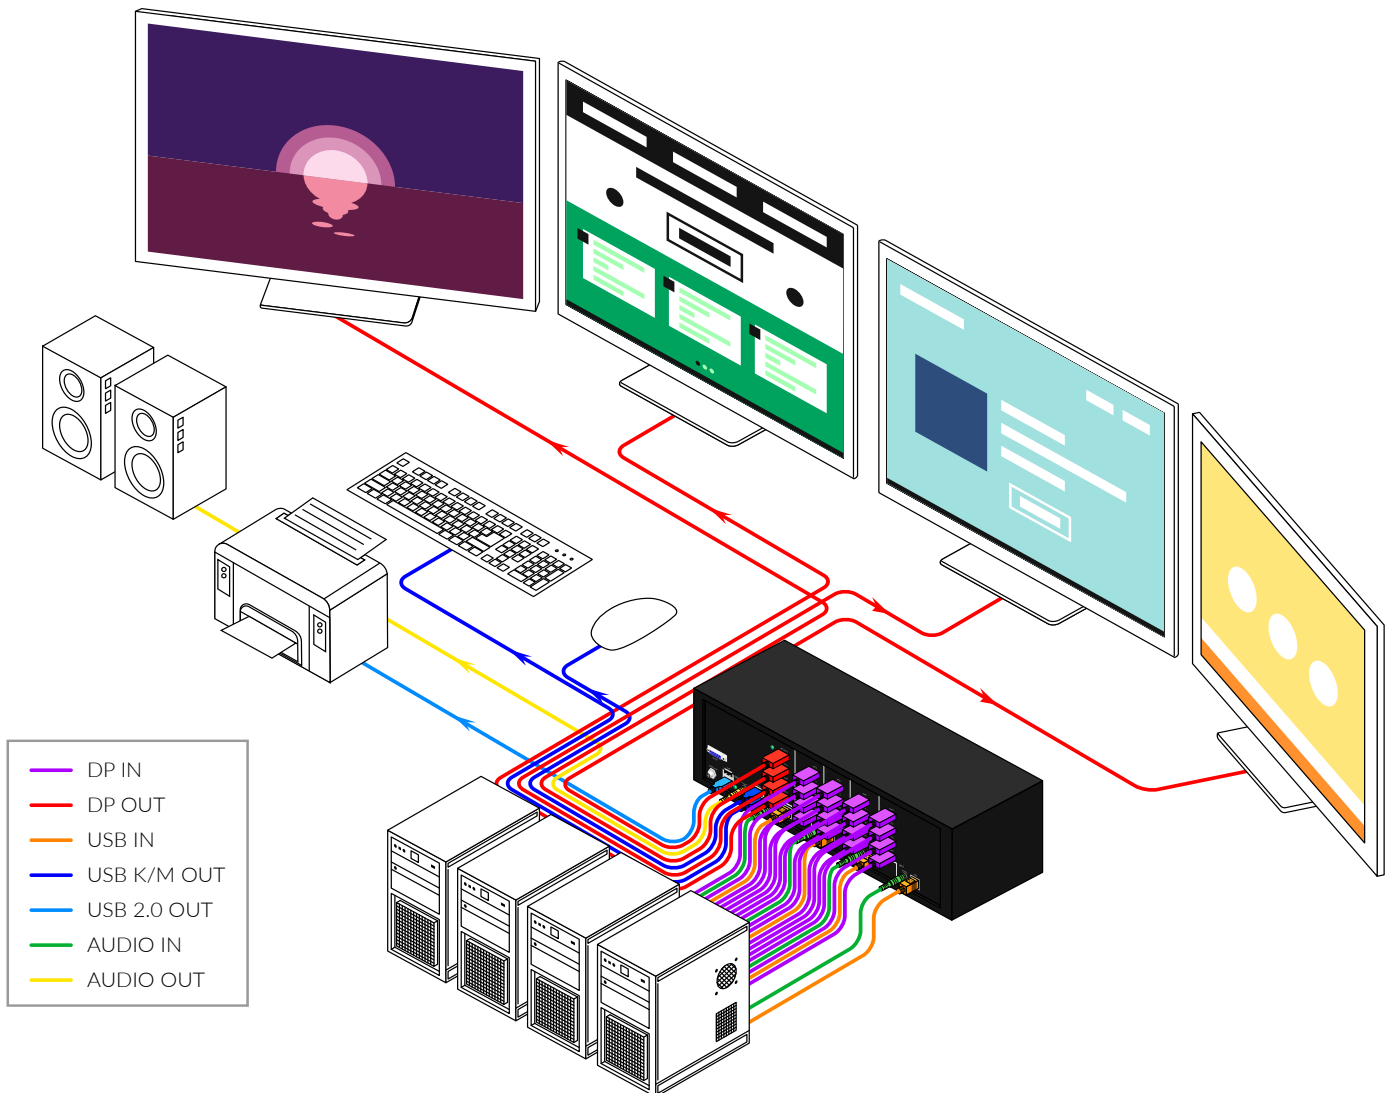 DP IN
DP OUT
USB IN
USB K/M OUT
USB 2.0 OUT
AUDIO IN
AUDIO OUT